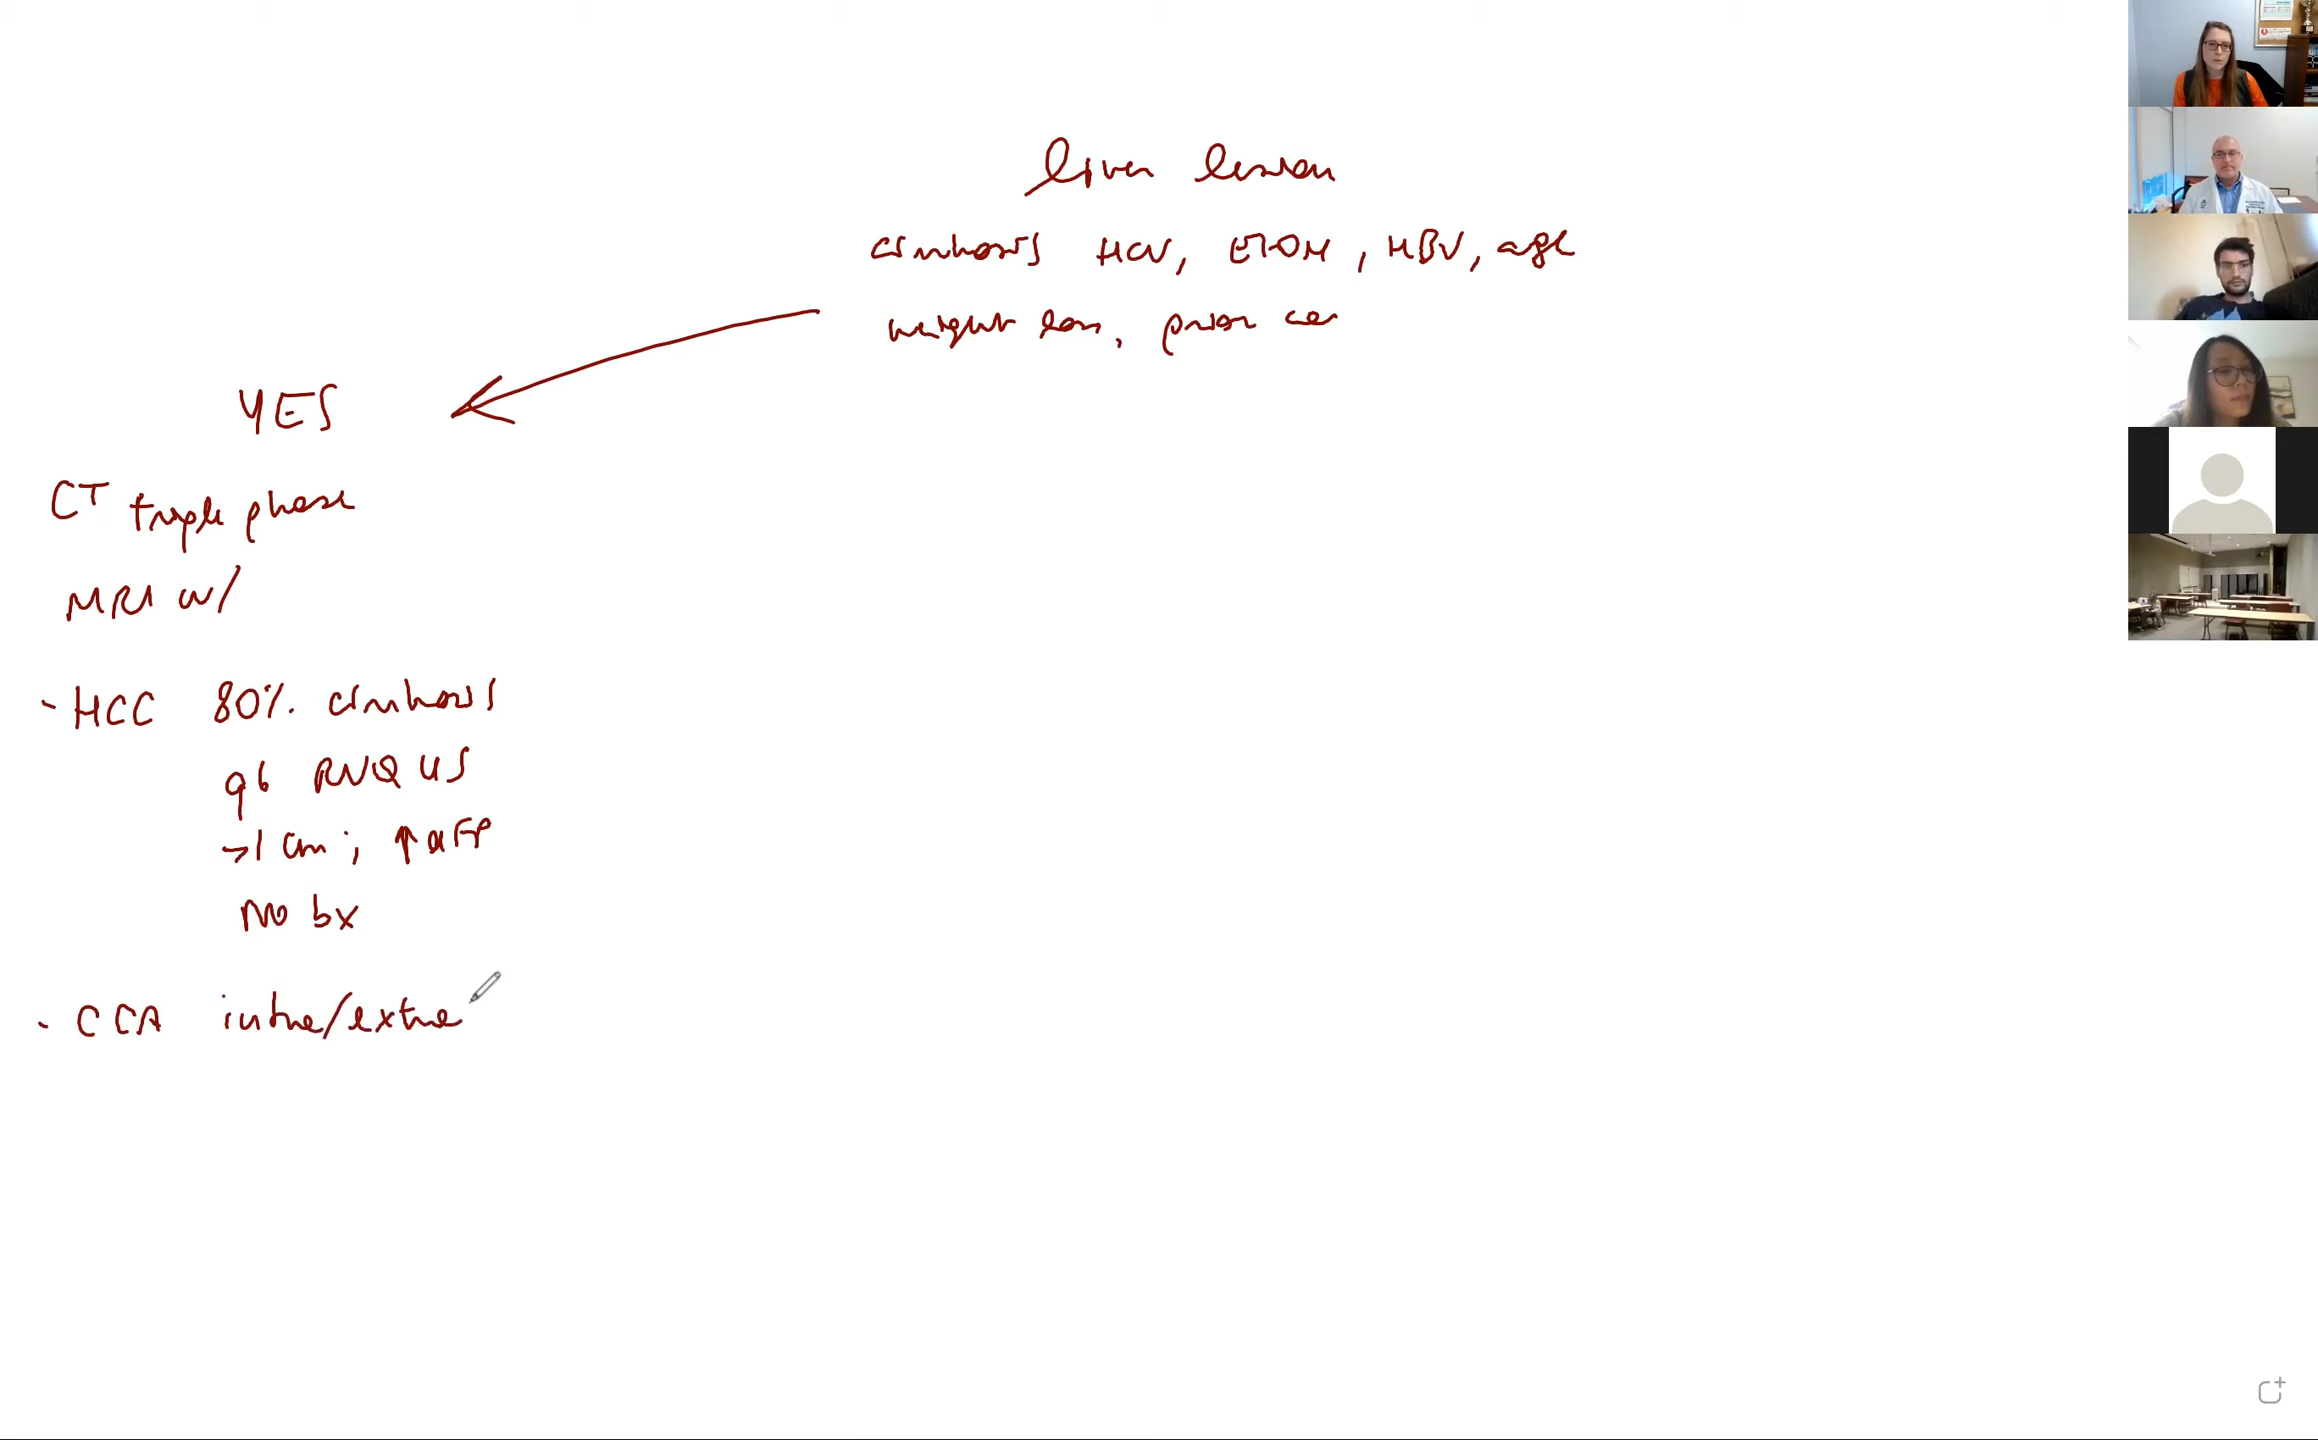 liver lesion
cirrhosis HCV, ETOH, HBV, age
weight loss, prior ca
YES
CT triple phase
MRI w/
- HCC 80% cirrhosis
q6 RUQ US
>1 cm; ↑ αFP
No bx
- CCA intra/extra